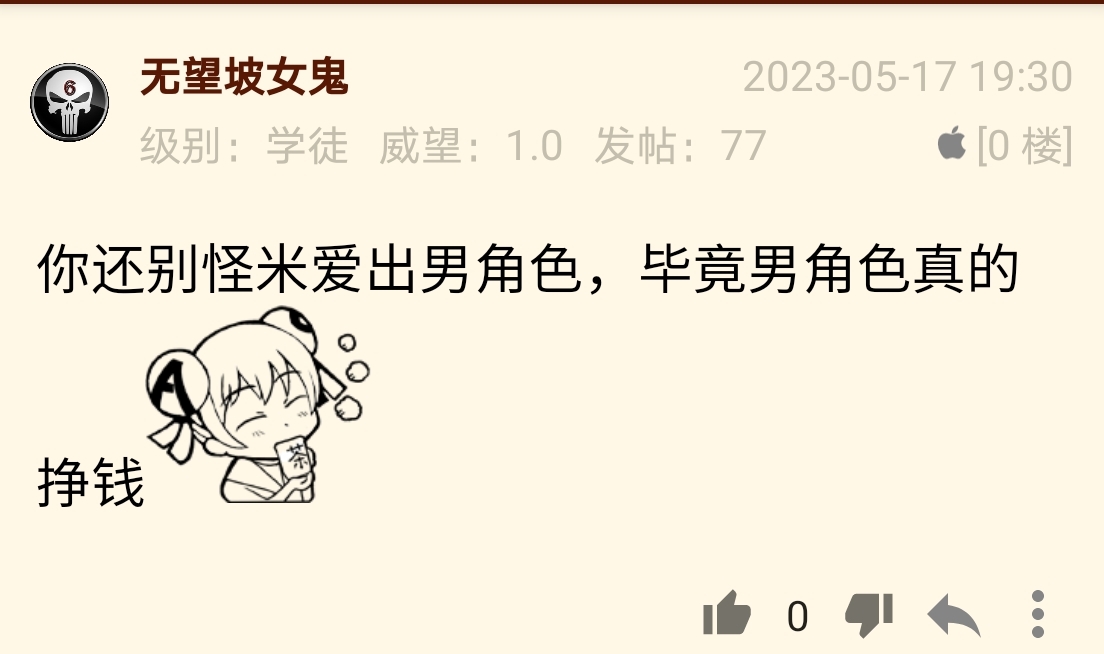 6
无望坡女鬼
2023-05-17 19:30
级别：学徒 威望：1.0 发帖：77
[0 楼]
你还别怪米爱出男角色，毕竟男角色真的
A
茶
挣钱
0